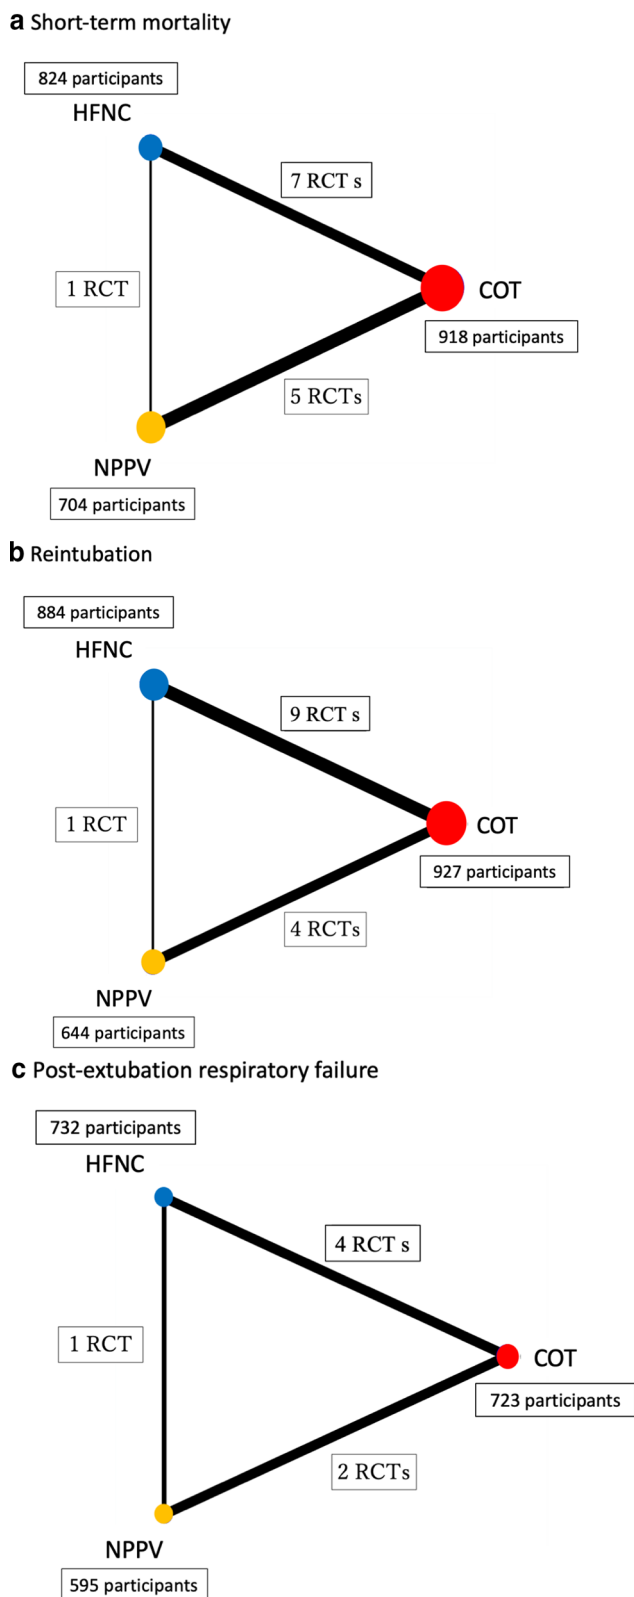 a Short-term mortality
824 participants
HFNC
7 RCT s
1 RCT
COT
918 participants
5 RCTs
NPPV
704 participants
b Reintubation
884 participants
HFNC
9 RCT s
1 RCT
COT
927 participants
4 RCTs
NPPV
644 participants
c Post-extubation respiratory failure
732 participants
HFNC
4 RCT s
1 RCT
COT
723 participants
2 RCTs
NPPV
595 participants